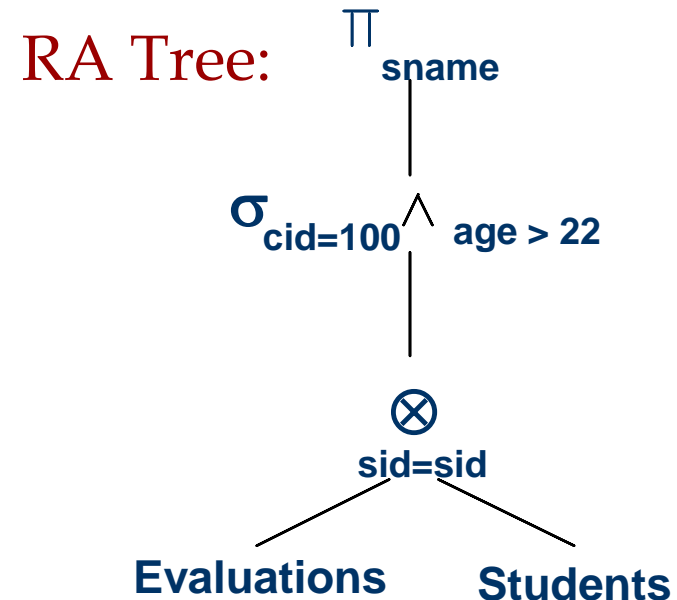 RA Tree:
∏ sname
σ cid=100 ∧ age > 22
⊗
sid=sid
Evaluations Students